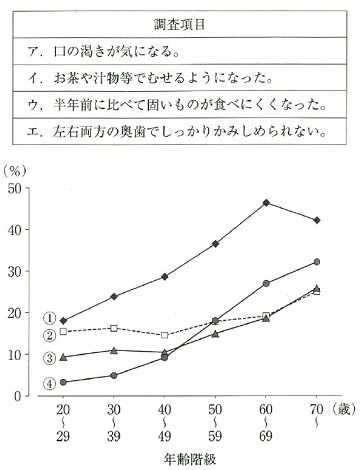 調査項目
ア．口の渇きが気になる。
イ．お茶や汁物等でむせるようになった。
ウ．半年前に比べて固いものが食べにくくなった。
エ．左右両方の奥歯でしっかりかみしめられない。
(%)
50
40
30
20
10
0
①
②
③
④
20 30 40 50 60 70 (歳)
〜 〜 〜 〜 〜 〜
29 39 49 59 69
年齢階級